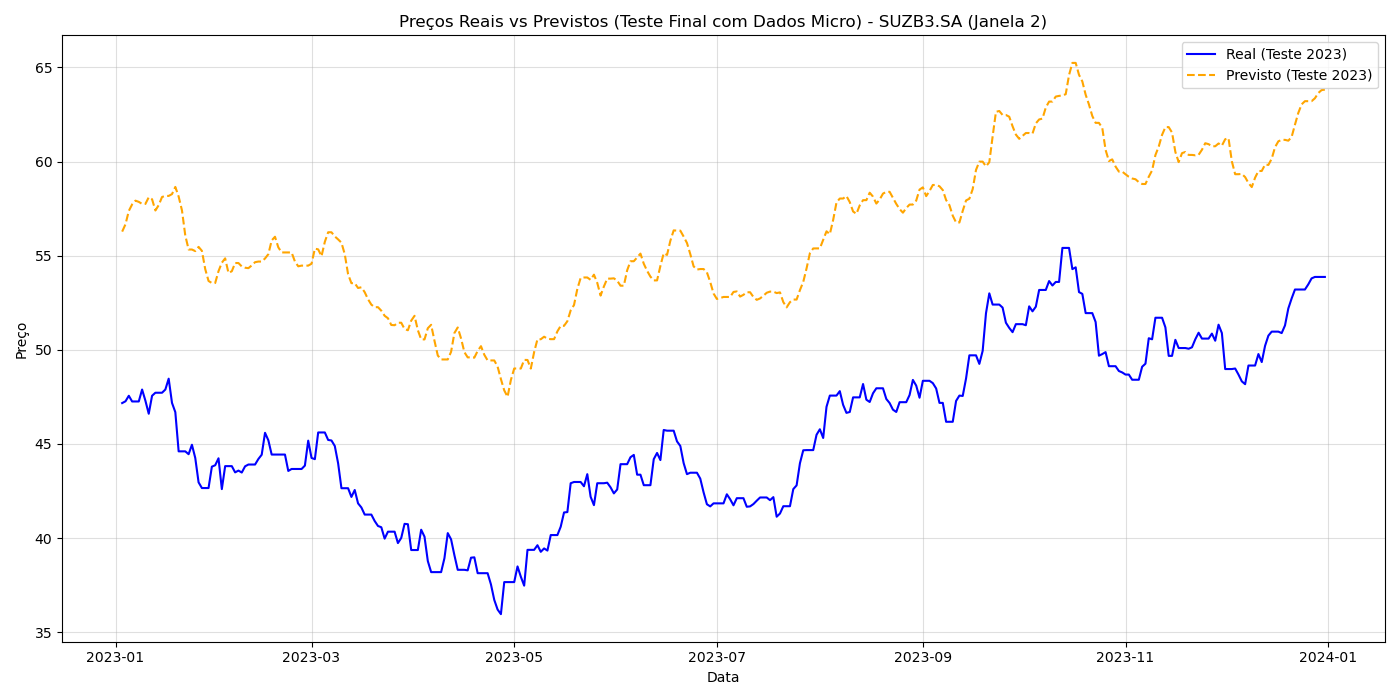 Preços Reais vs Previstos (Teste Final com Dados Micro) - SUZB3.SA (Janela 2)
Real (Teste 2023)
Previsto (Teste 2023)
65
60
55
50
45
40
35
Preço
2023-01
2023-03
2023-05
2023-07
2023-09
2023-11
2024-01
Data